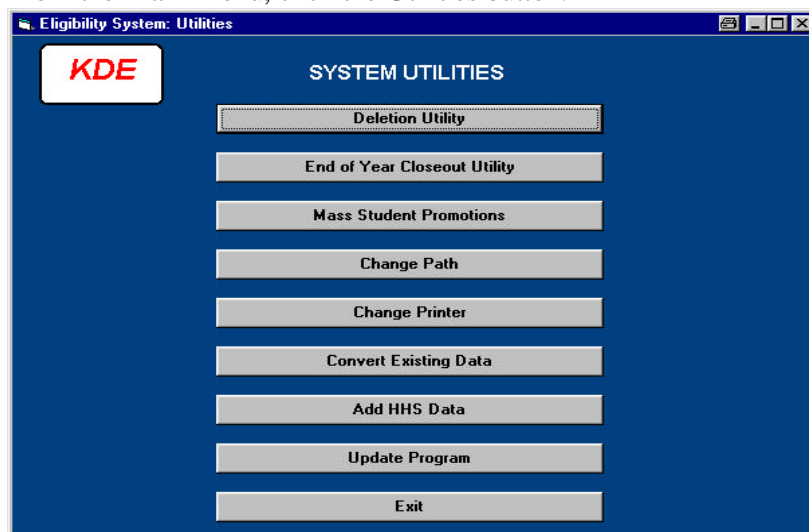 Eligibility System: Utilities
KDE
SYSTEM UTILITIES
Deletion Utility
End of Year Closeout Utility
Mass Student Promotions
Change Path
Change Printer
Convert Existing Data
Add HHS Data
Update Program
Exit